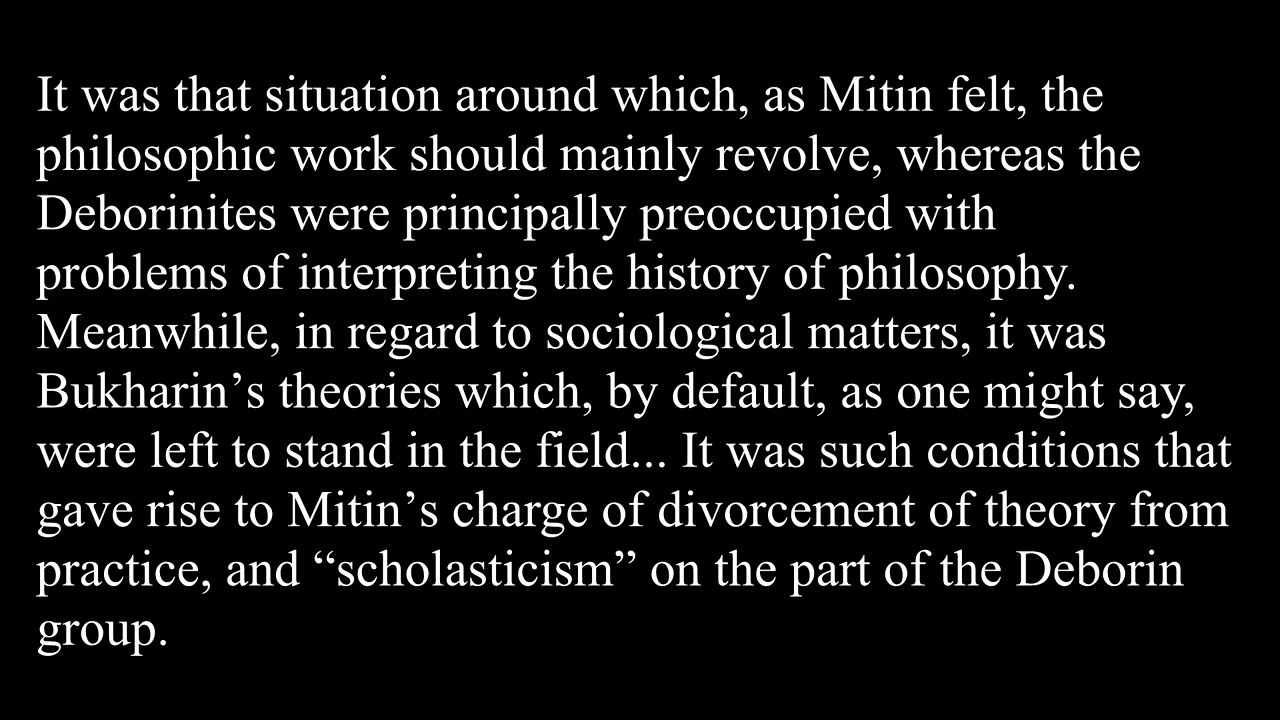 It was that situation around which, as Mitin felt, the
philosophic work should mainly revolve, whereas the
Deborinites were principally preoccupied with
problems of interpreting the history of philosophy.
Meanwhile, in regard to sociological matters, it was
Bukharin’s theories which, by default, as one might say,
were left to stand in the field... It was such conditions that
gave rise to Mitin’s charge of divorcement of theory from
practice, and “scholasticism” on the part of the Deborin
group.